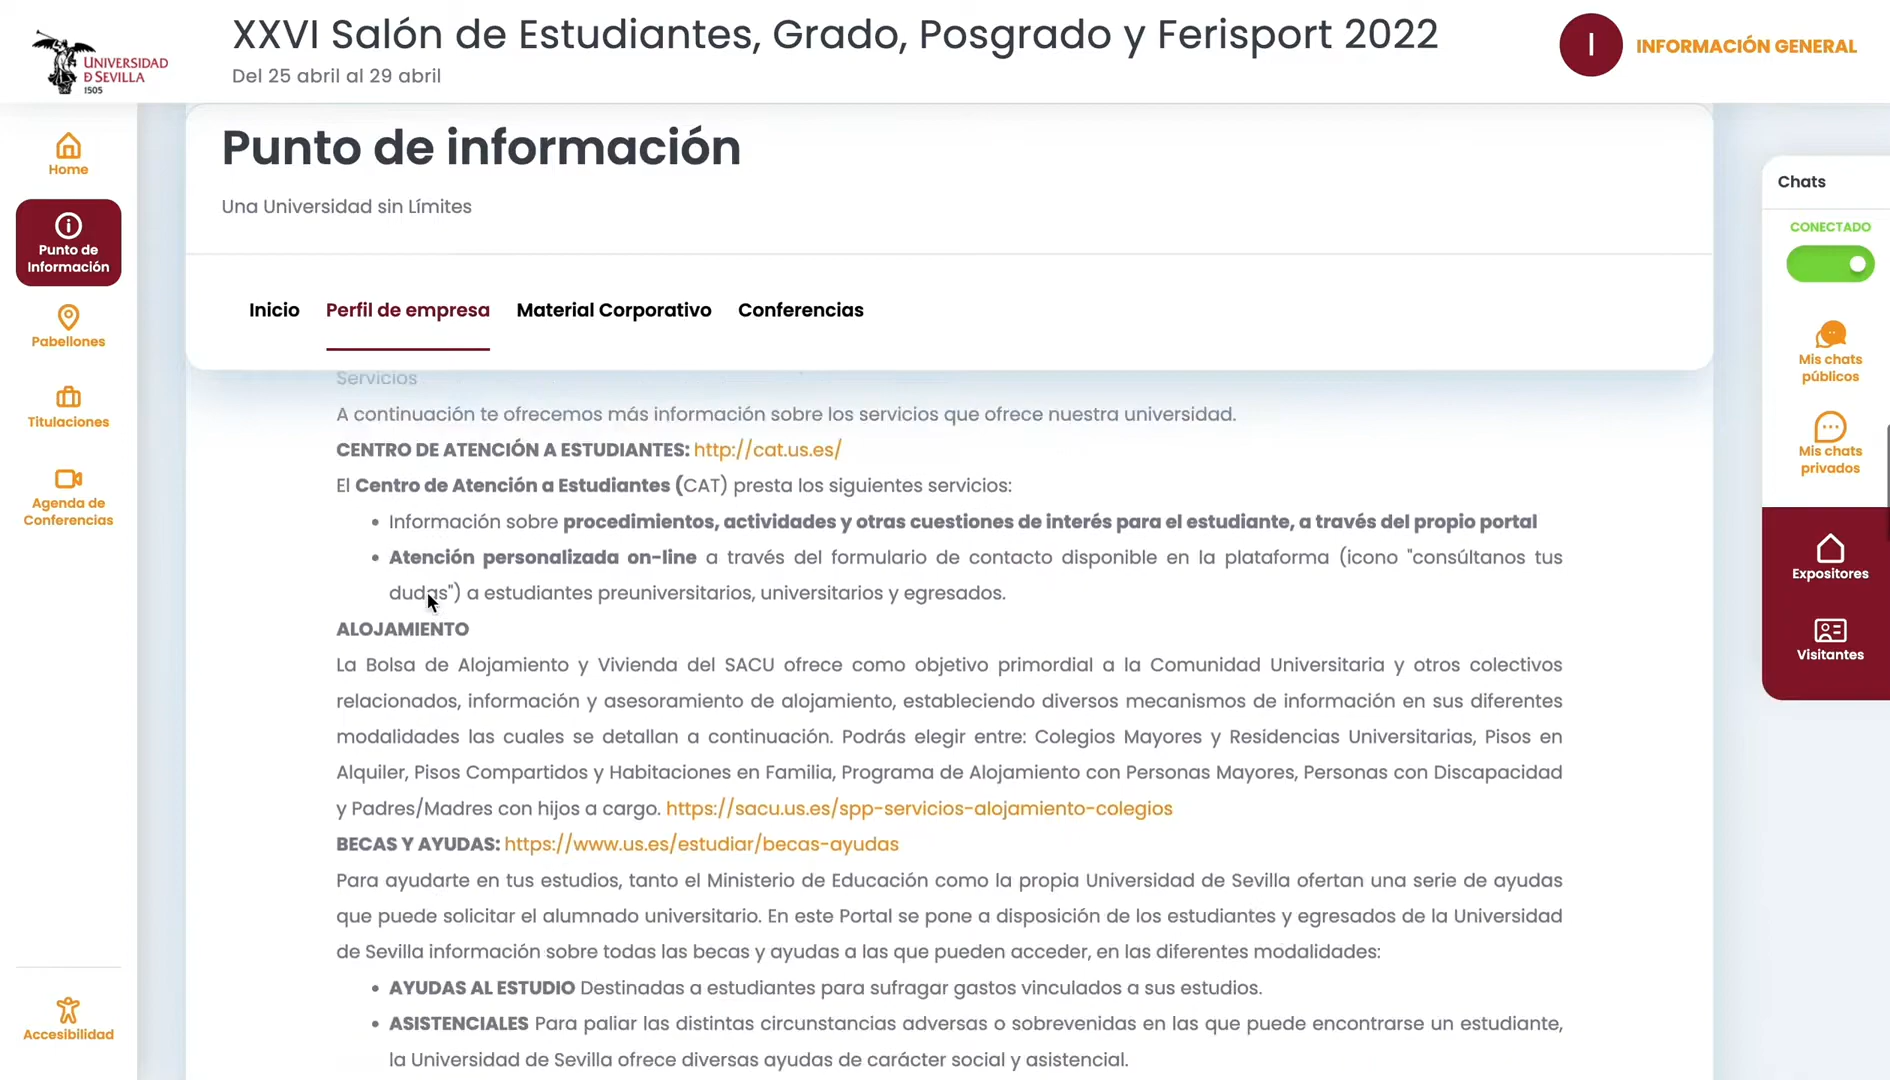 XXVI Salón de Estudiantes, Grado, Posgrado y Ferisport 2022
Del 25 abril al 29 abril
UNIVERSIDAD
D SEVILLA
1505
I
INFORMACIÓN GENERAL
Home
Punto de
Información
Pabellones
Titulaciones
Agenda de
Conferencias
Accesibilidad
Punto de información
Una Universidad sin Límites
Inicio
Perfil de empresa
Material Corporativo
Conferencias
Servicios
A continuación te ofrecemos más información sobre los servicios que ofrece nuestra universidad.
CENTRO DE ATENCIÓN A ESTUDIANTES: http://cat.us.es/
El Centro de Atención a Estudiantes (CAT) presta los siguientes servicios:
• Información sobre procedimientos, actividades y otras cuestiones de interés para el estudiante, a través del propio portal
• Atención personalizada on-line a través del formulario de contacto disponible en la plataforma (icono "consúltanos tus
dudas") a estudiantes preuniversitarios, universitarios y egresados.
ALOJAMIENTO
La Bolsa de Alojamiento y Vivienda del SACU ofrece como objetivo primordial a la Comunidad Universitaria y otros colectivos
relacionados, información y asesoramiento de alojamiento, estableciendo diversos mecanismos de información en sus diferentes
modalidades las cuales se detallan a continuación. Podrás elegir entre: Colegios Mayores y Residencias Universitarias, Pisos en
Alquiler, Pisos Compartidos y Habitaciones en Familia, Programa de Alojamiento con Personas Mayores, Personas con Discapacidad
y Padres/Madres con hijos a cargo. https://sacu.us.es/spp-servicios-alojamiento-colegios
BECAS Y AYUDAS: https://www.us.es/estudiar/becas-ayudas
Para ayudarte en tus estudios, tanto el Ministerio de Educación como la propia Universidad de Sevilla ofertan una serie de ayudas
que puede solicitar el alumnado universitario. En este Portal se pone a disposición de los estudiantes y egresados de la Universidad
de Sevilla información sobre todas las becas y ayudas a las que pueden acceder, en las diferentes modalidades:
• AYUDAS AL ESTUDIO Destinadas a estudiantes para sufragar gastos vinculados a sus estudios.
• ASISTENCIALES Para paliar las distintas circunstancias adversas o sobrevenidas en las que puede encontrarse un estudiante,
la Universidad de Sevilla ofrece diversas ayudas de carácter social y asistencial.
Chats
CONECTADO
Mis chats
públicos
Mis chats
privados
Expositores
Visitantes